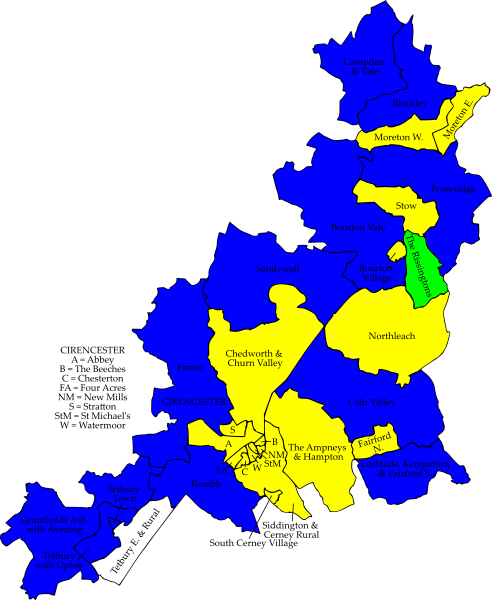 Campden
& Vale
Blockley
Moreton E.
Moreton W.
Fosseridge
Stow
Bourton Vale
The Rissingtons
Bourton
Village
Sandywell
Northleach
Chedworth &
Churn Valley
Ermin
CIRENCESTER
A = Abbey
B = The Beeches
C = Chesterton
FA = Four Acres
NM = New Mills
S = Stratton
StM = St Michael's
W = Watermoor
CIRENCESTER
Coln Valley
S
A
B
NM
StM
W
C
FA
The Ampneys
& Hampton
Fairford
N.
Lechlade, Kempsford
& Fairford S.
Kemble
Tetbury
Town
Grumbolds Ash
with Avening
Tetbury
with Upton
Tetbury E. & Rural
Siddington &
Cerney Rural
South Cerney Village